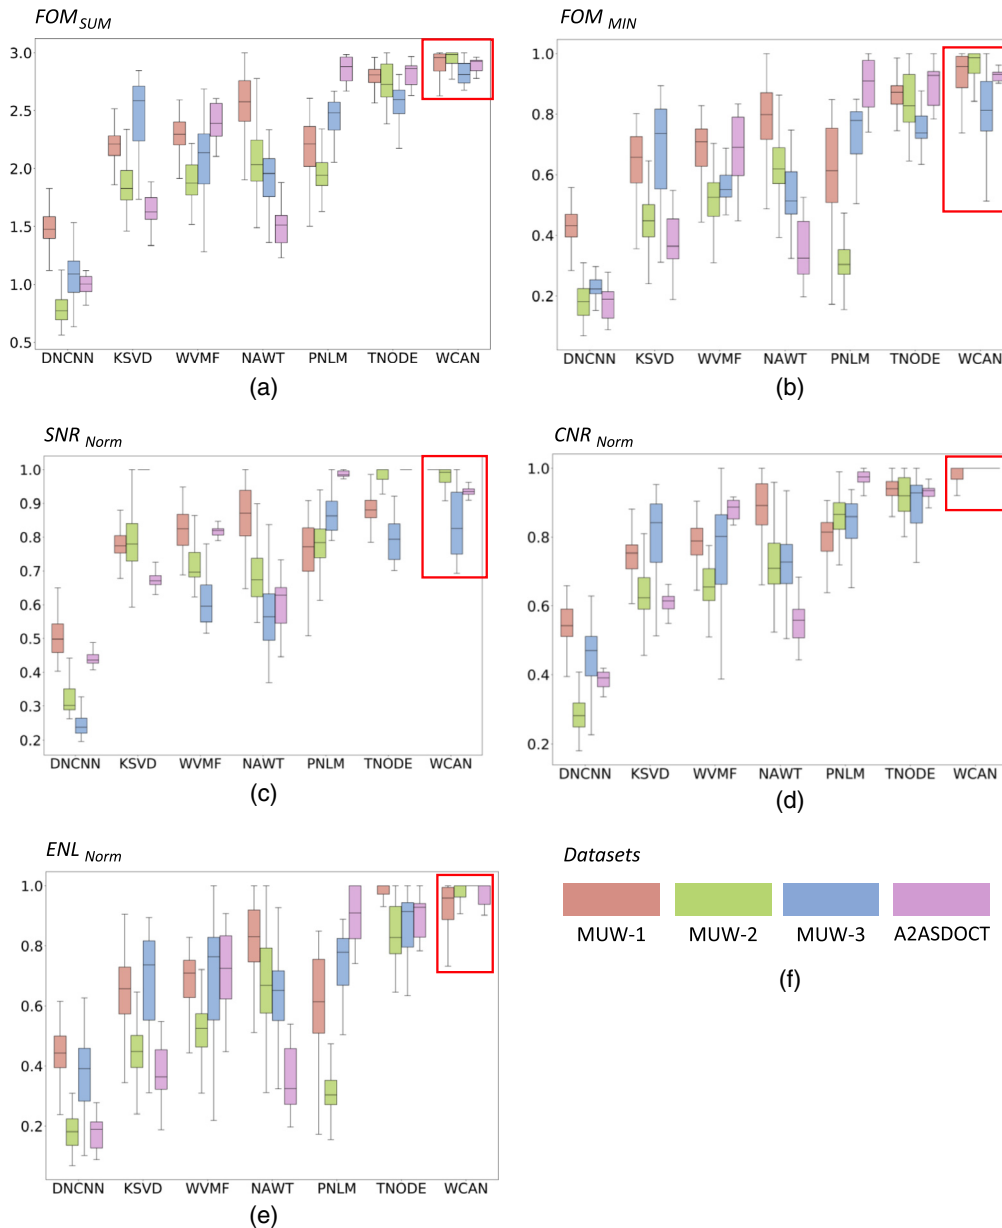 FOM SUM
3.0
2.5
2.0
1.5
1.0
0.5
DNCNN KSVD WVMF NAWT PNLM TNODE WCAN
(a)
FOM MIN
1.0
0.8
0.6
0.4
0.2
DNCNN KSVD WVMF NAWT PNLM TNODE WCAN
(b)
SNR Norm
1.0
0.9
0.8
0.7
0.6
0.5
0.4
0.3
0.2
DNCNN KSVD WVMF NAWT PNLM TNODE WCAN
(c)
CNR Norm
1.0
0.8
0.6
0.4
0.2
DNCNN KSVD WVMF NAWT PNLM TNODE WCAN
(d)
ENL Norm
1.0
0.8
0.6
0.4
0.2
DNCNN KSVD WVMF NAWT PNLM TNODE WCAN
(e)
Datasets
MUW-1 MUW-2 MUW-3 A2ASDOCT
(f)